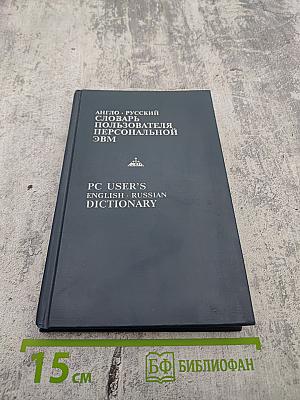 АНГЛО - РУССКИЙ
СЛОВАРЬ
ПОЛЬЗОВАТЕЛЯ
ПЕРСОНАЛЬНОЙ
ЭВМ
PC USER'S
ENGLISH - RUSSIAN
DICTIONARY
15 см
БФ БИБЛИОФАН